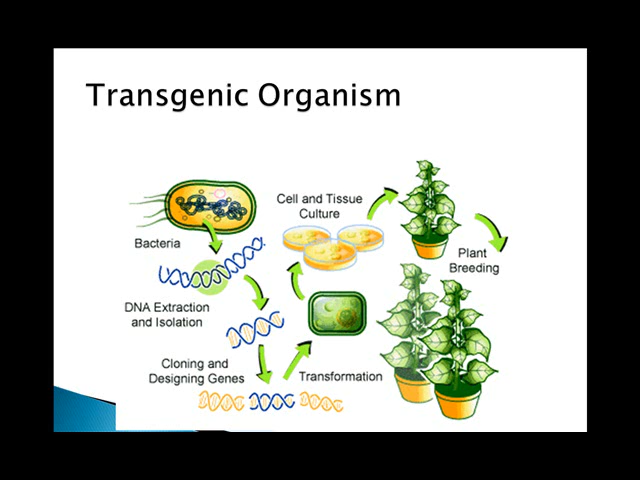 Transgenic Organism
Bacteria
DNA Extraction
and Isolation
Cloning and
Designing Genes
Transformation
Cell and Tissue
Culture
Plant
Breeding